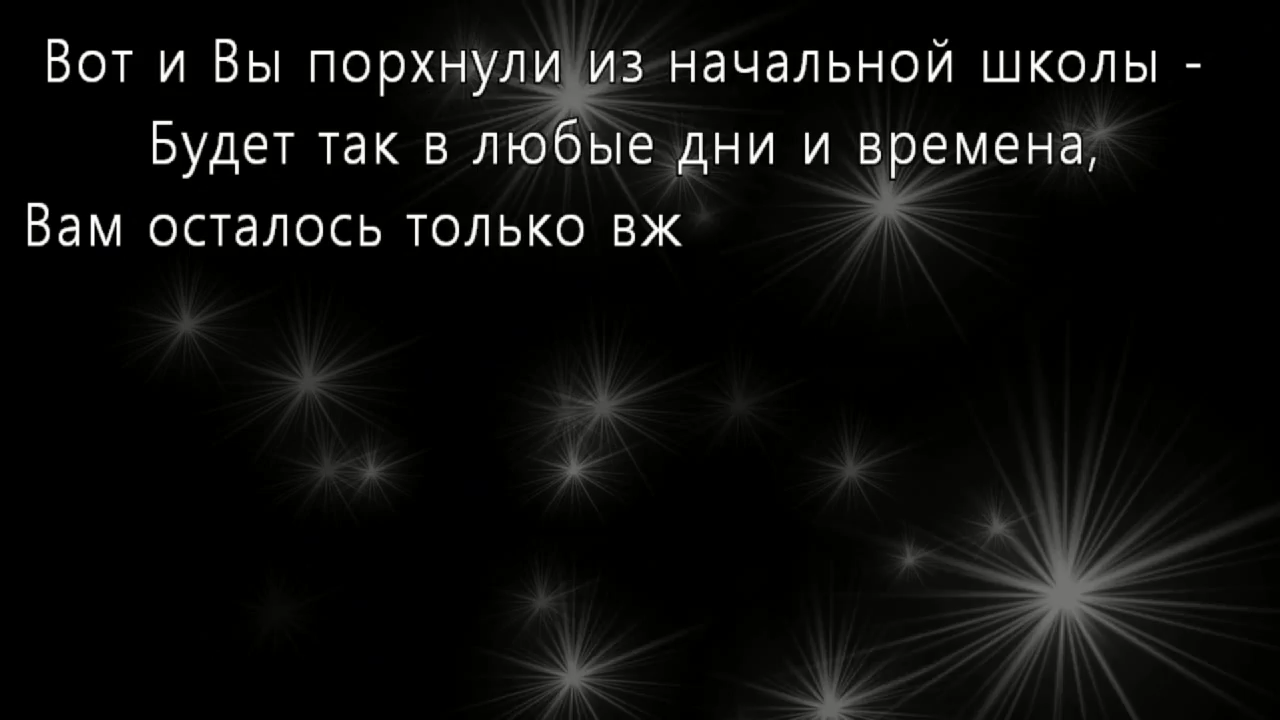 Вот и Вы порхнули из начальной школы -
Будет так в любые дни и времена,
Вам осталось только вж